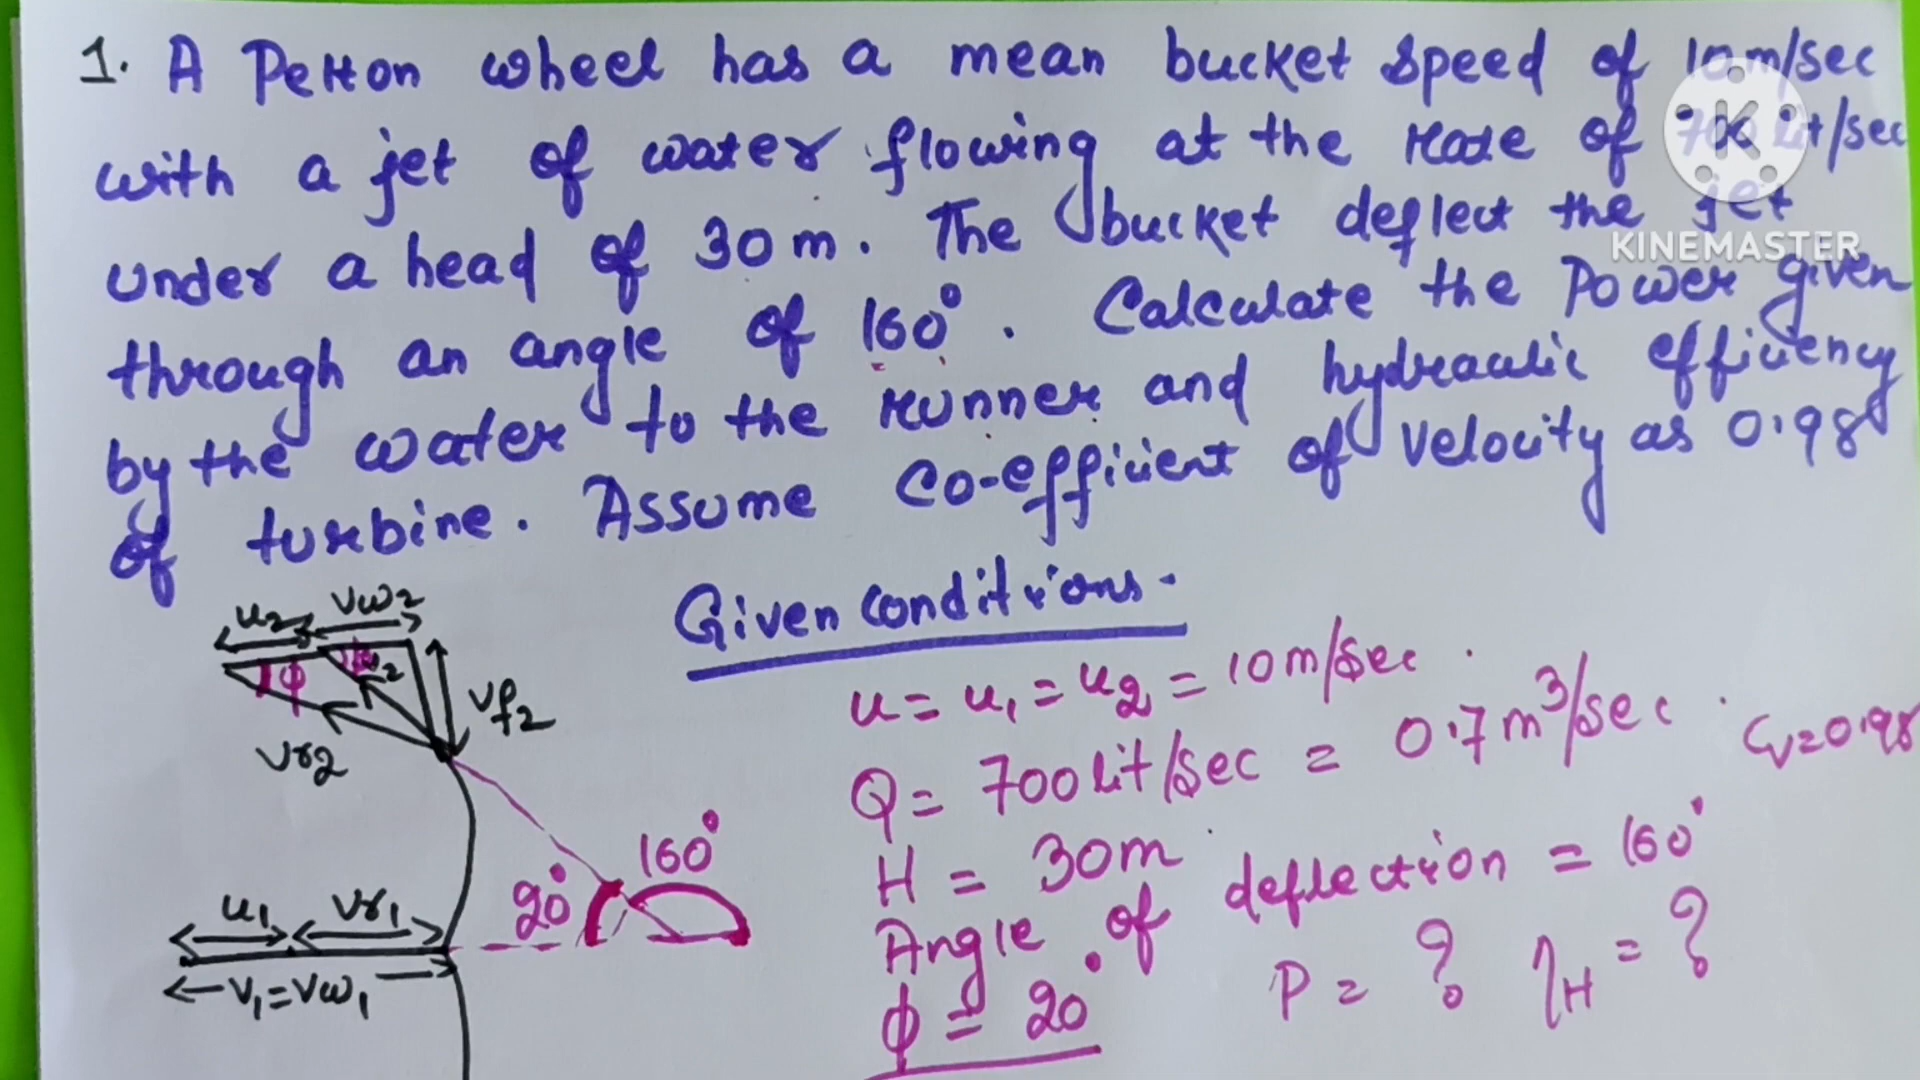 1. A Pelton wheel has a mean bucket speed of 10 m/sec
with a jet of water flowing at the rate of 700 lit/sec
under a head of 30 m. The bucket deflect the jet
through an angle of 160°. Calculate the Power given
by the water to the runner and hydraulic efficiency
of turbine. Assume co-efficient of velocity as 0.98
KINEMASTER
Given conditions.
u = u₁ = u₂ = 10 m/sec.
Q = 700 lit/sec = 0.7 m³/sec.
Cv = 0.98
H = 30m
Angle of deflection = 160°
φ = 20°.
P = ? ηH = ?
u₂ Vw₂
φ
Vf₂
Vr₂
160°
20°
u₁ Vr₁
V₁ = Vw₁